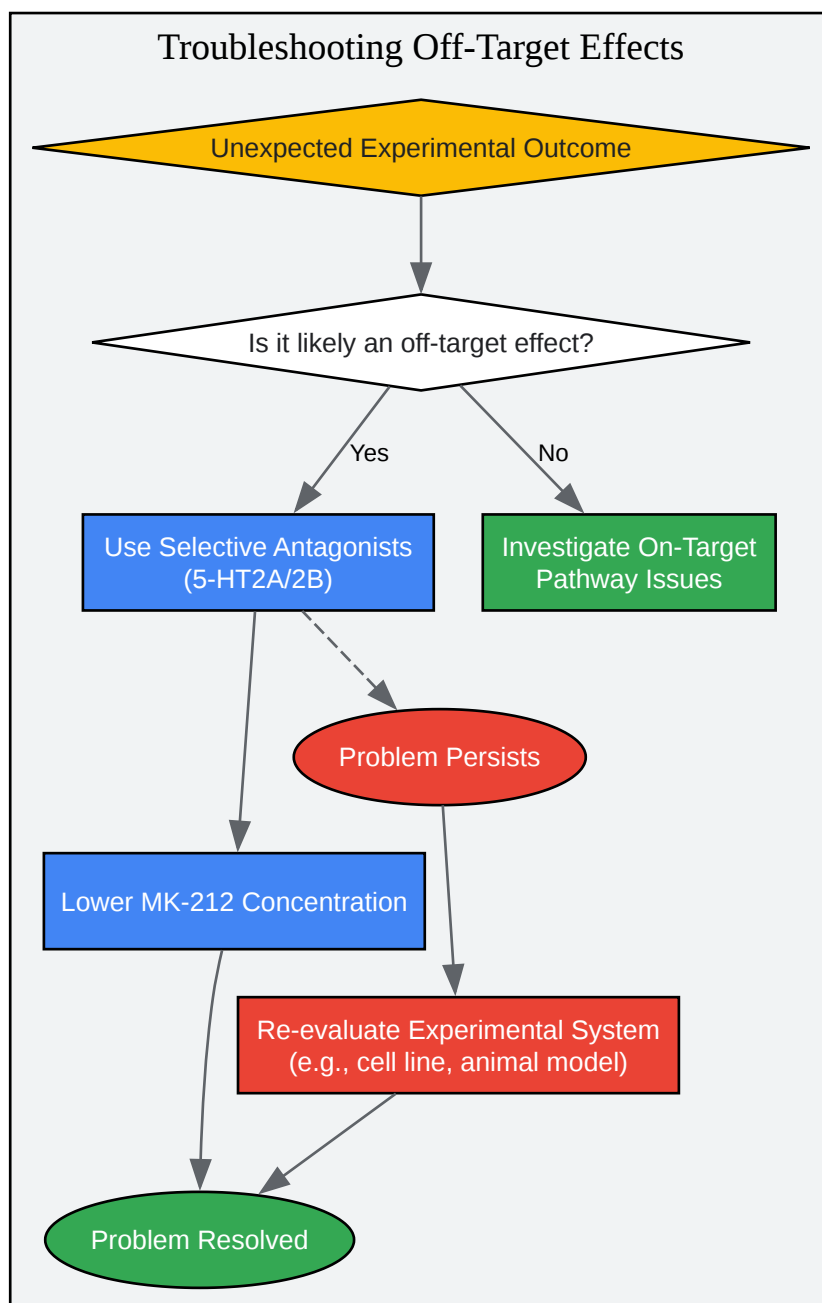 Troubleshooting Off-Target Effects
Unexpected Experimental Outcome
Is it likely an off-target effect?
Yes
No
Use Selective Antagonists
(5-HT2A/2B)
Investigate On-Target
Pathway Issues
Problem Persists
Lower MK-212 Concentration
Re-evaluate Experimental System
(e.g., cell line, animal model)
Problem Resolved